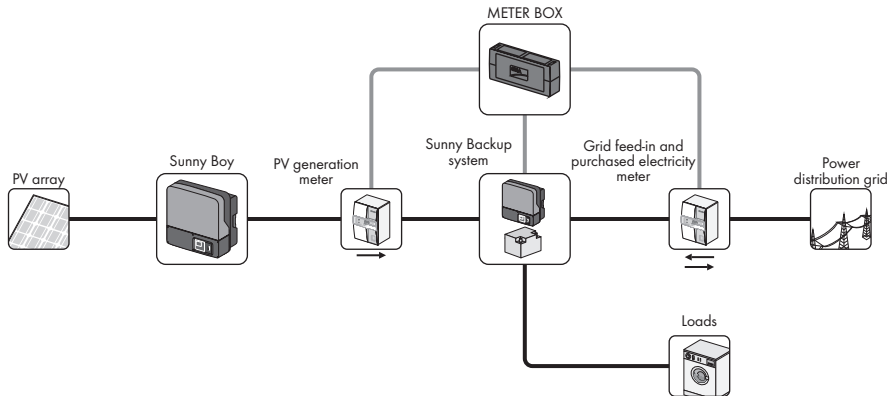 METER BOX
PV array
Sunny Boy
PV generation
meter
Sunny Backup
system
Grid feed-in and
purchased electricity
meter
Power
distribution grid
Loads